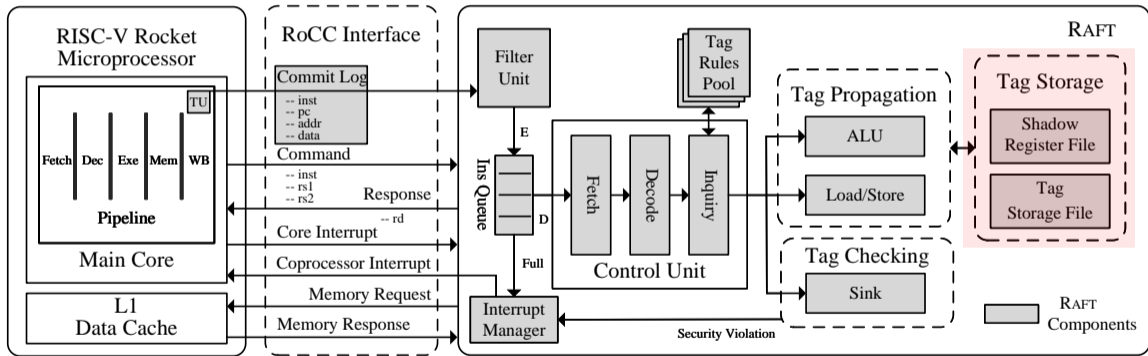 RISC-V Rocket
Microprocessor
TU
Fetch
Dec
Exe
Mem
WB
Pipeline
Main Core
L1
Data Cache
RoCC Interface
Commit Log
-- inst
-- pc
-- addr
-- data
Command
-- inst
-- rs1
-- rs2
Response
-- rd
Core Interrupt
Coprocessor Interrupt
Memory Request
Memory Response
RAFT
Filter
Unit
E
Ins Queue
D
Full
Interrupt
Manager
Tag
Rules
Pool
Fetch
Decode
Inquiry
Control Unit
Tag Propagation
ALU
Load/Store
Tag Checking
Sink
Security Violation
Tag Storage
Shadow
Register File
Tag
Storage File
RAFT
Components